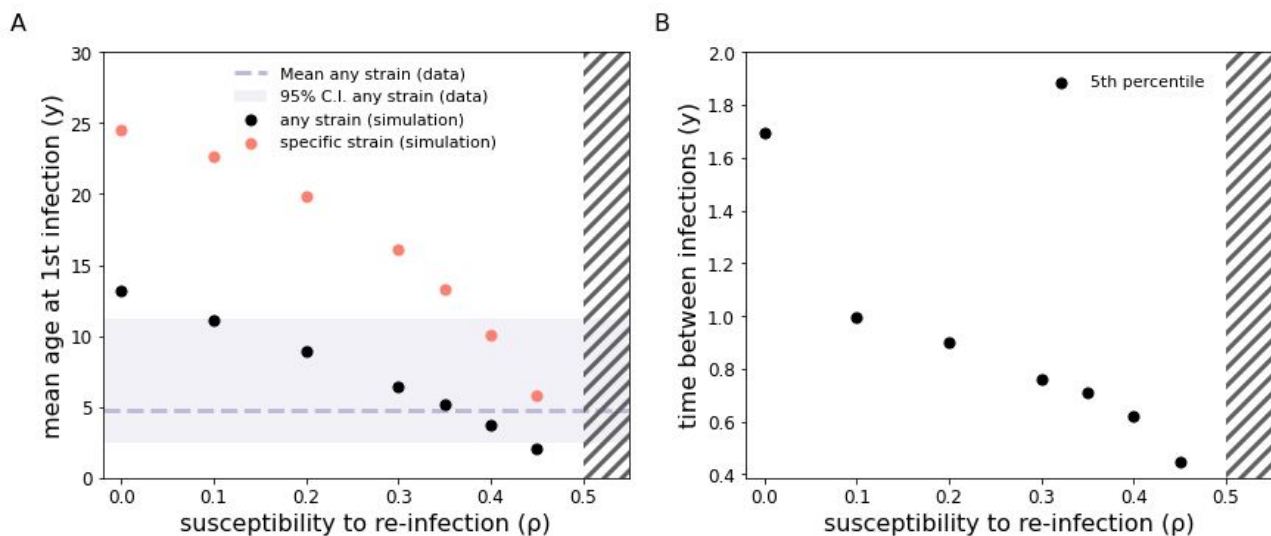 A
mean age at 1st infection (y)
30
25
20
15
10
5
0
Mean any strain (data)
95% C.I. any strain (data)
any strain (simulation)
specific strain (simulation)
0.0 0.1 0.2 0.3 0.4 0.5
susceptibility to re-infection (ρ)
B
time between infections (y)
2.0
1.8
1.6
1.4
1.2
1.0
0.8
0.6
0.4
5th percentile
0.0 0.1 0.2 0.3 0.4 0.5
susceptibility to re-infection (ρ)